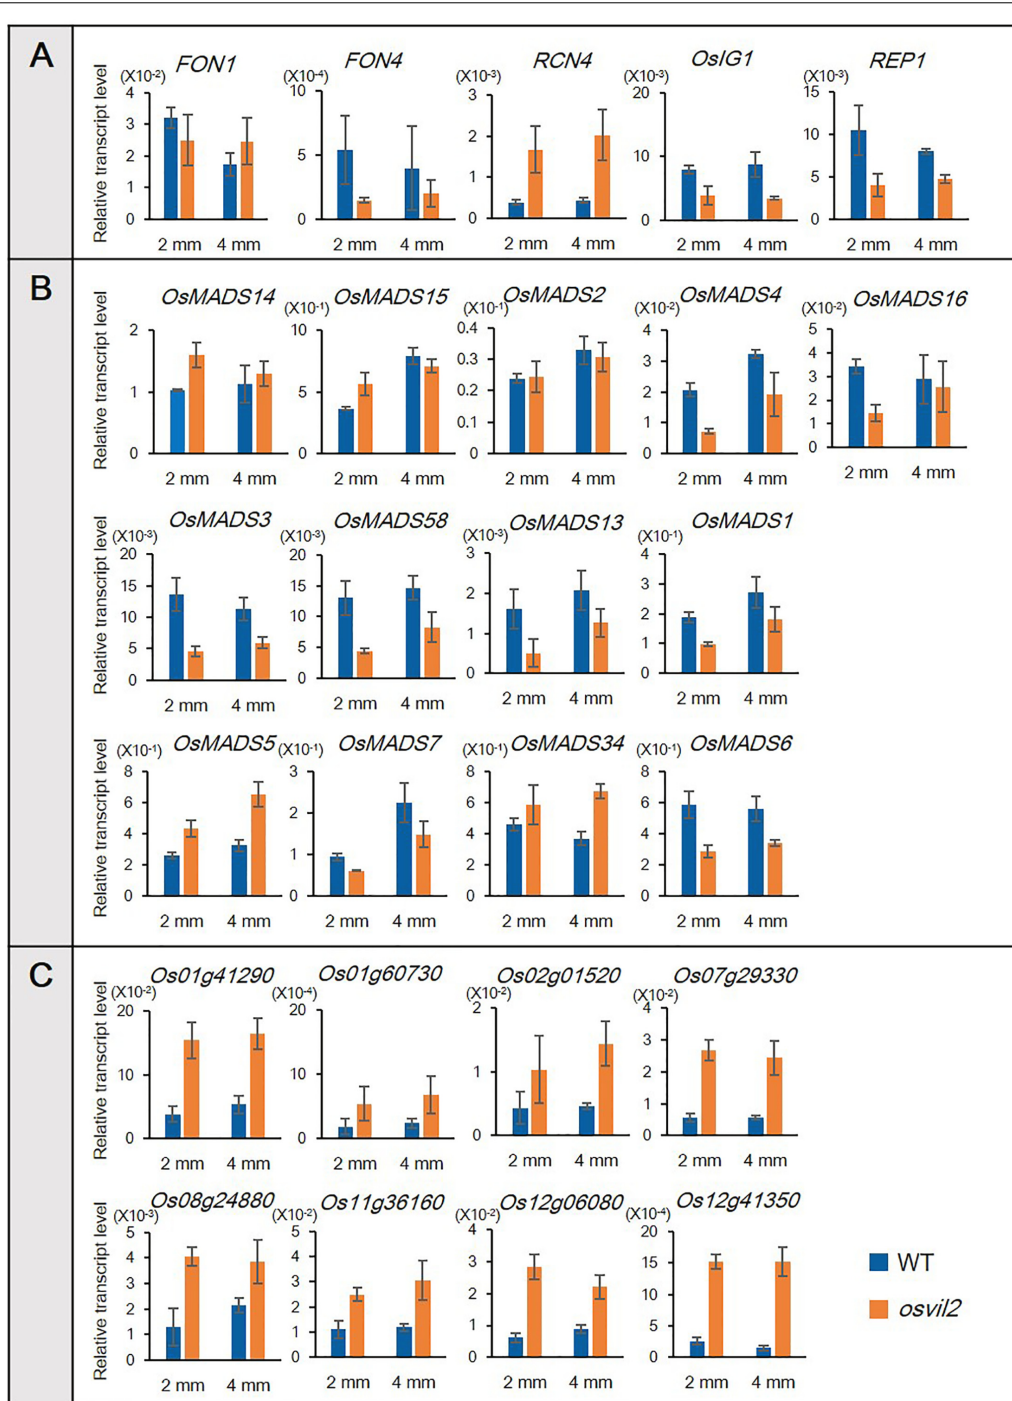 A
FON1 FON4 RCN4 OsIG1 REP1
(X10-2) (X10-4) (X10-3) (X10-3) (X10-3)
Relative transcript level
4 3 2 1 0
10 5 0
3 2 1 0
20 10 0
15 10 5 0
2 mm 4 mm 2 mm 4 mm 2 mm 4 mm 2 mm 4 mm 2 mm 4 mm
B
OsMADS14 OsMADS15 OsMADS2 OsMADS4 OsMADS16
(X10-1) (X10-1) (X10-2) (X10-2)
Relative transcript level
2 1 0
10 5 0
0.4 0.3 0.2 0.1 0
4 3 2 1 0
5 4 3 2 1 0
2 mm 4 mm 2 mm 4 mm 2 mm 4 mm 2 mm 4 mm 2 mm 4 mm
OsMADS3 OsMADS58 OsMADS13 OsMADS1
(X10-3) (X10-3) (X10-3) (X10-1)
Relative transcript level
20 15 10 5 0
20 15 10 5 0
3 2 1 0
4 3 2 1 0
2 mm 4 mm 2 mm 4 mm 2 mm 4 mm 2 mm 4 mm
OsMADS5 OsMADS7 OsMADS34 OsMADS6
(X10-1) (X10-1) (X10-1) (X10-1)
Relative transcript level
8 6 4 2 0
3 2 1 0
8 6 4 2 0
8 6 4 2 0
2 mm 4 mm 2 mm 4 mm 2 mm 4 mm 2 mm 4 mm
C
Os01g41290 Os01g60730 Os02g01520 Os07g29330
(X10-2) (X10-4) (X10-2) (X10-2)
Relative transcript level
20 10 0
20 10 0
2 1 0
4 3 2 1 0
2 mm 4 mm 2 mm 4 mm 2 mm 4 mm 2 mm 4 mm
Os08g24880 Os11g36160 Os12g06080 Os12g41350
(X10-3) (X10-2) (X10-2) (X10-4)
Relative transcript level
5 4 3 2 1 0
5 4 3 2 1 0
4 3 2 1 0
20 15 10 5 0
2 mm 4 mm 2 mm 4 mm 2 mm 4 mm 2 mm 4 mm
WT
osvil2